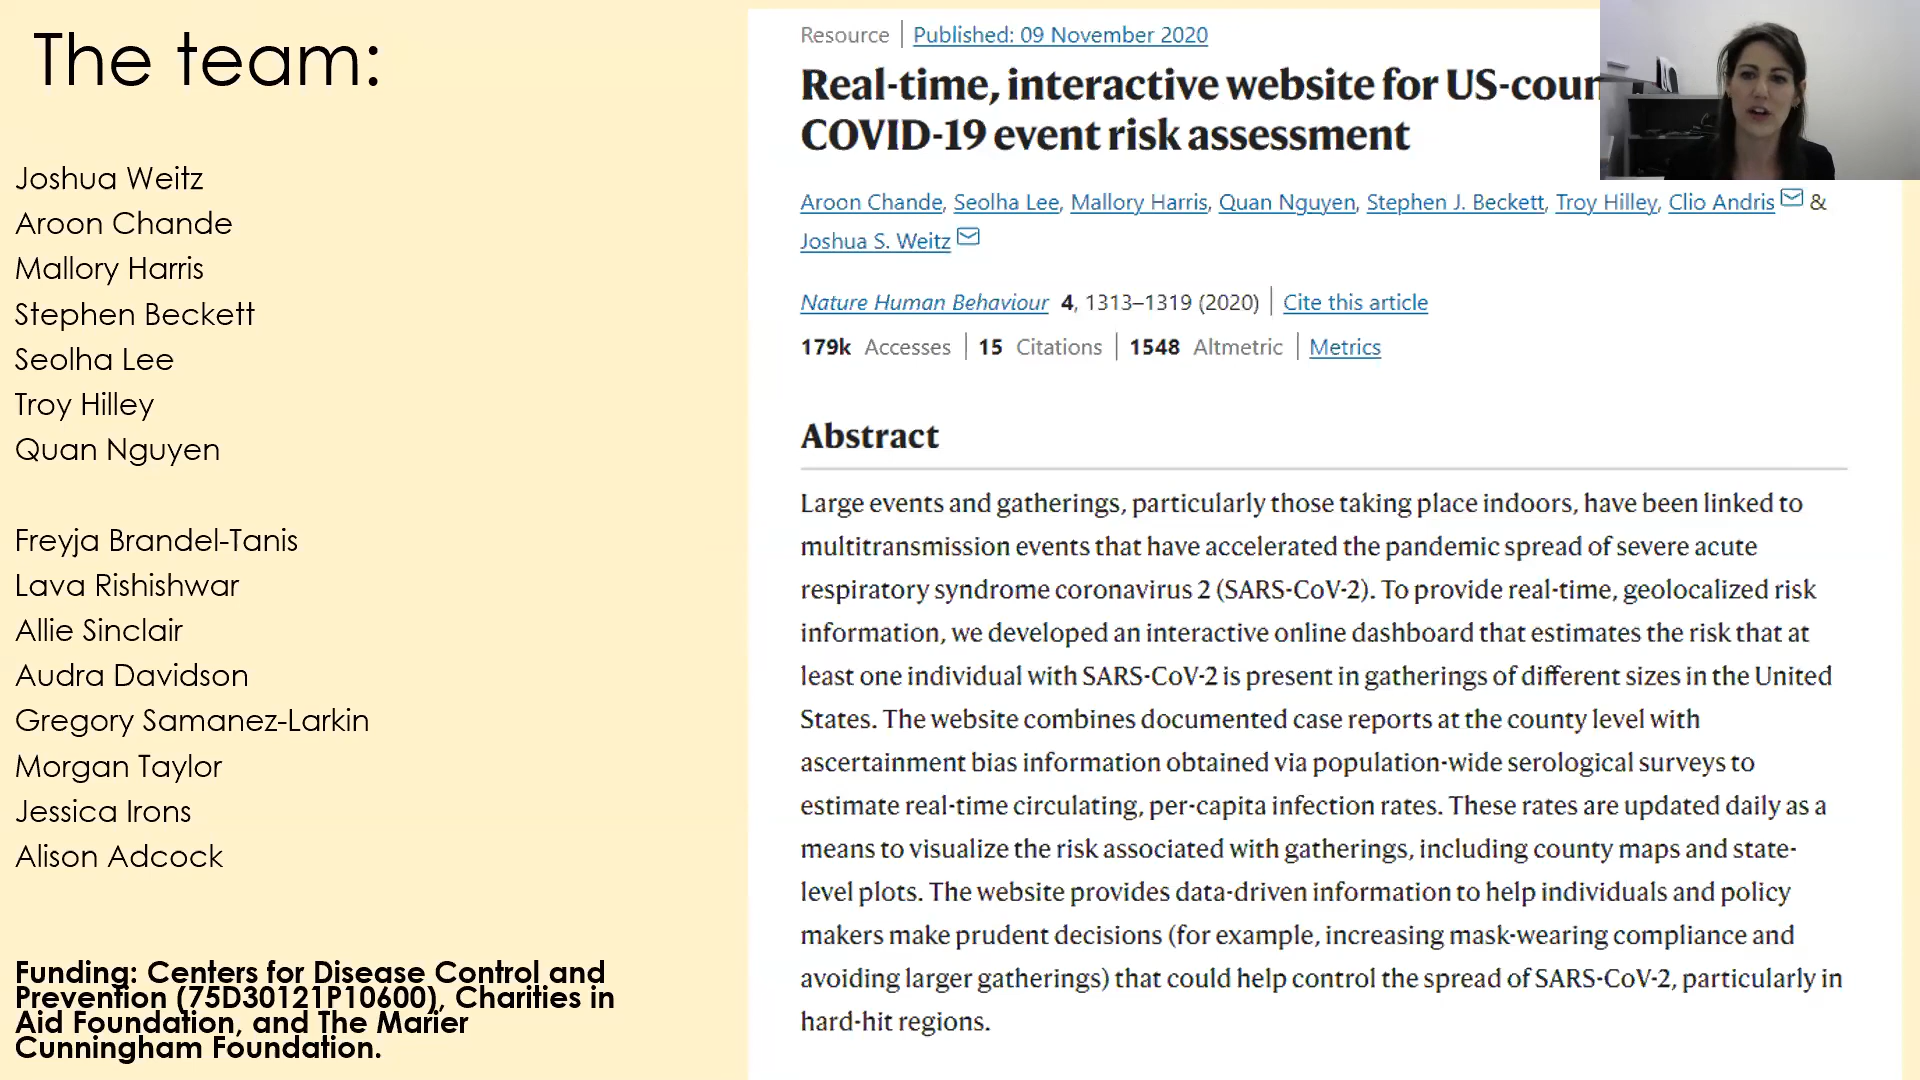 The team:
Joshua Weitz
Aroon Chande
Mallory Harris
Stephen Beckett
Seolha Lee
Troy Hilley
Quan Nguyen
Freyja Brandel-Tanis
Lava Rishishwar
Allie Sinclair
Audra Davidson
Gregory Samanez-Larkin
Morgan Taylor
Jessica Irons
Alison Adcock
Funding: Centers for Disease Control and
Prevention (75D30121P10600), Charities in
Aid Foundation, and The Marier
Cunningham Foundation.
Resource | Published: 09 November 2020
Real-time, interactive website for US-coun
COVID-19 event risk assessment
Aroon Chande, Seolha Lee, Mallory Harris, Quan Nguyen, Stephen J. Beckett, Troy Hilley, Clio Andris &
Joshua S. Weitz
Nature Human Behaviour 4, 1313–1319 (2020) | Cite this article
179k Accesses | 15 Citations | 1548 Altmetric | Metrics
Abstract
Large events and gatherings, particularly those taking place indoors, have been linked to
multitransmission events that have accelerated the pandemic spread of severe acute
respiratory syndrome coronavirus 2 (SARS-CoV-2). To provide real-time, geolocalized risk
information, we developed an interactive online dashboard that estimates the risk that at
least one individual with SARS-CoV-2 is present in gatherings of different sizes in the United
States. The website combines documented case reports at the county level with
ascertainment bias information obtained via population-wide serological surveys to
estimate real-time circulating, per-capita infection rates. These rates are updated daily as a
means to visualize the risk associated with gatherings, including county maps and state-
level plots. The website provides data-driven information to help individuals and policy
makers make prudent decisions (for example, increasing mask-wearing compliance and
avoiding larger gatherings) that could help control the spread of SARS-CoV-2, particularly in
hard-hit regions.